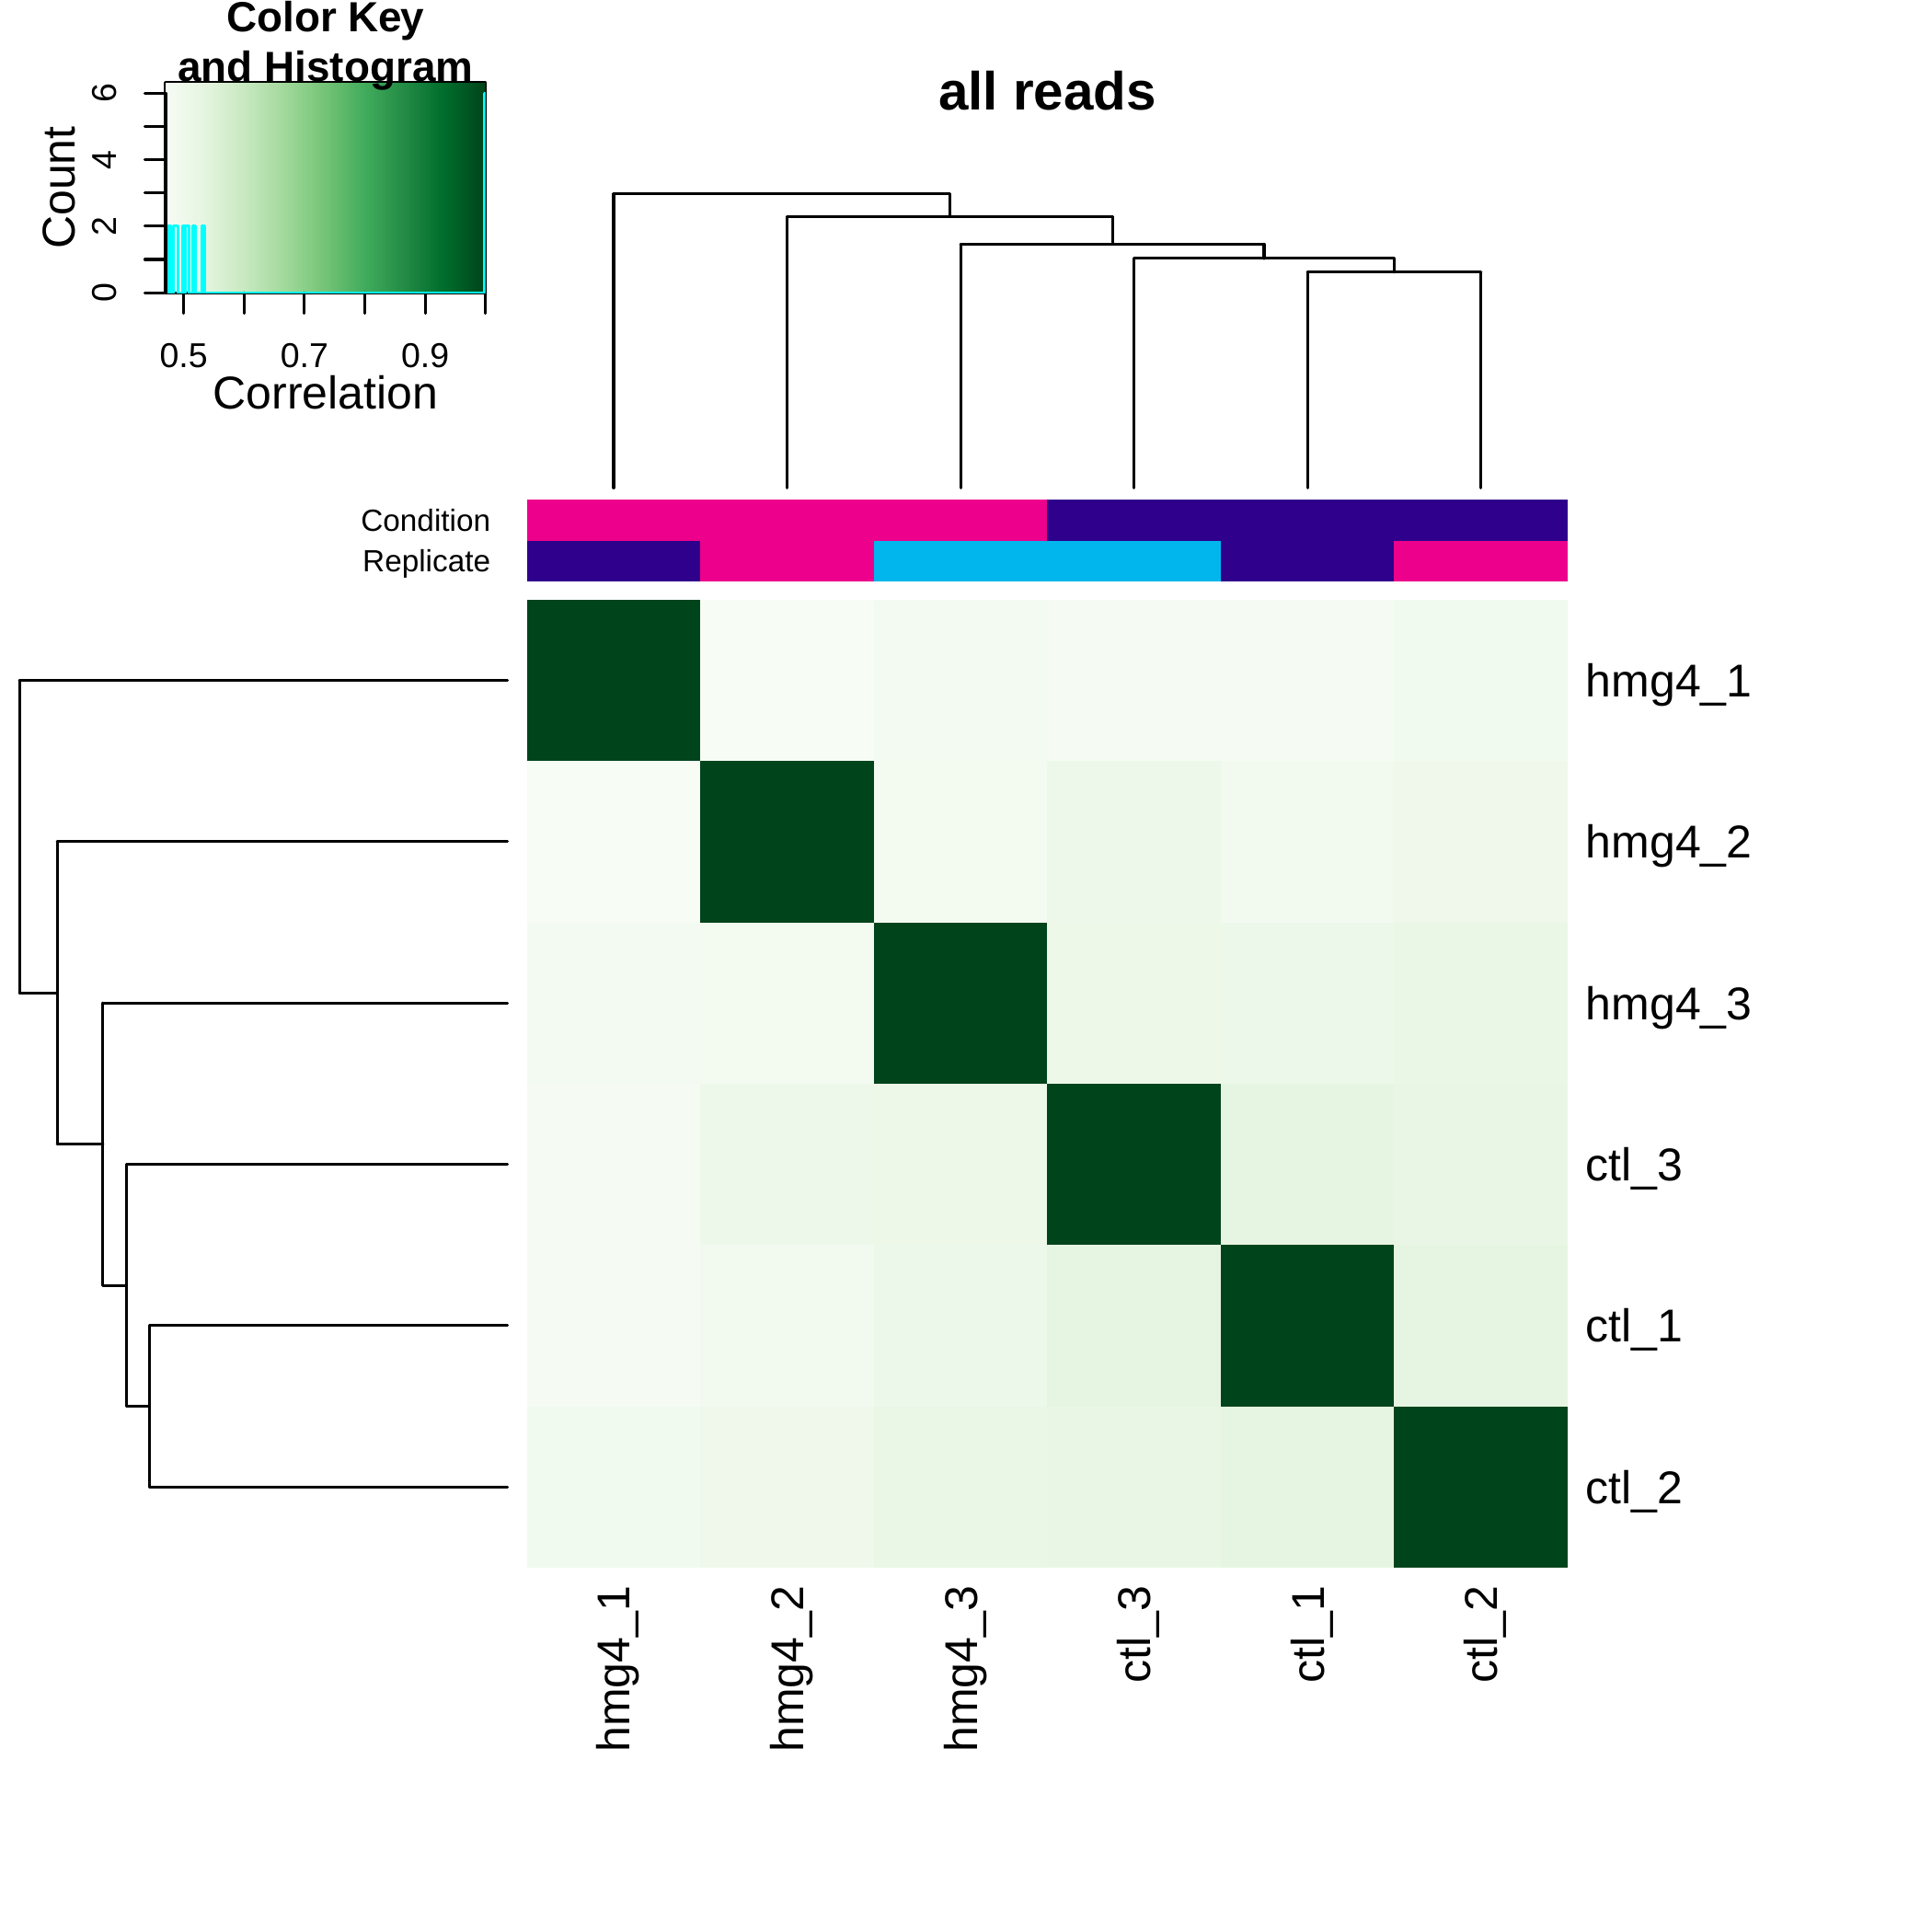 Color Key
and Histogram
all reads
Count
0 2 4 6
0.5 0.7 0.9
Correlation
Condition
Replicate
hmg4_1
hmg4_2
hmg4_3
ctl_3
ctl_1
ctl_2
hmg4_1 hmg4_2 hmg4_3 ctl_3 ctl_1 ctl_2